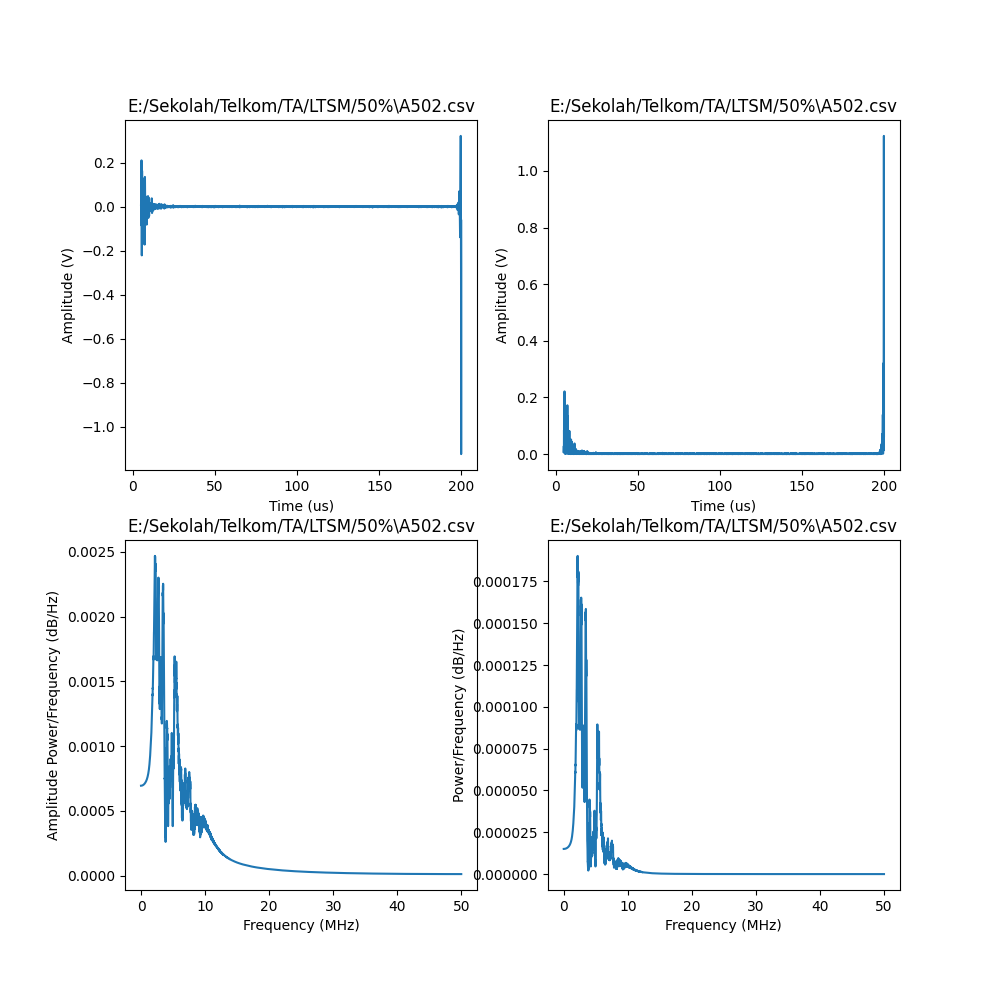 E:/Sekolah/Telkom/TA/LTSM/50%\A502.csv
Amplitude (V)
0.2
0.0
−0.2
−0.4
−0.6
−0.8
−1.0
0 50 100 150 200
Time (us)
E:/Sekolah/Telkom/TA/LTSM/50%\A502.csv
Amplitude (V)
1.0
0.8
0.6
0.4
0.2
0.0
0 50 100 150 200
Time (us)
E:/Sekolah/Telkom/TA/LTSM/50%\A502.csv
Amplitude Power/Frequency (dB/Hz)
0.0025
0.0020
0.0015
0.0010
0.0005
0.0000
0 10 20 30 40 50
Frequency (MHz)
E:/Sekolah/Telkom/TA/LTSM/50%\A502.csv
Power/Frequency (dB/Hz)
0.000175
0.000150
0.000125
0.000100
0.000075
0.000050
0.000025
0.000000
0 10 20 30 40 50
Frequency (MHz)